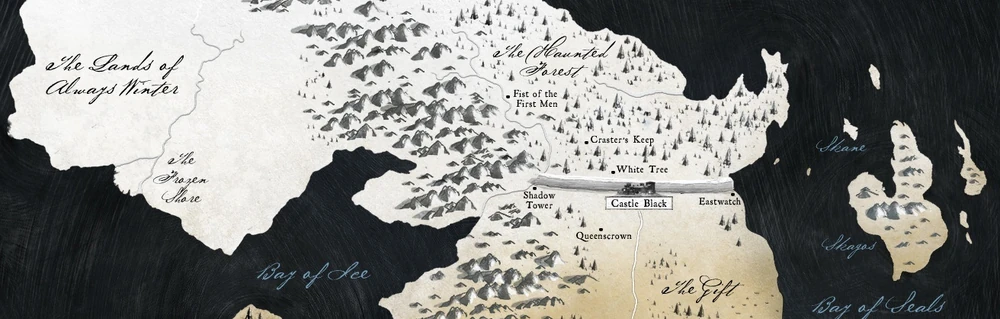 The Lands of
Always Winter
The Haunted
Forest
Fist of the
First Men
Craster's Keep
The
Frozen
Shore
White Tree
Shadow
Tower
Castle Black
Eastwatch
Queenscrown
The Gift
Bay of Ice
Skane
Skagos
Bay of Seals